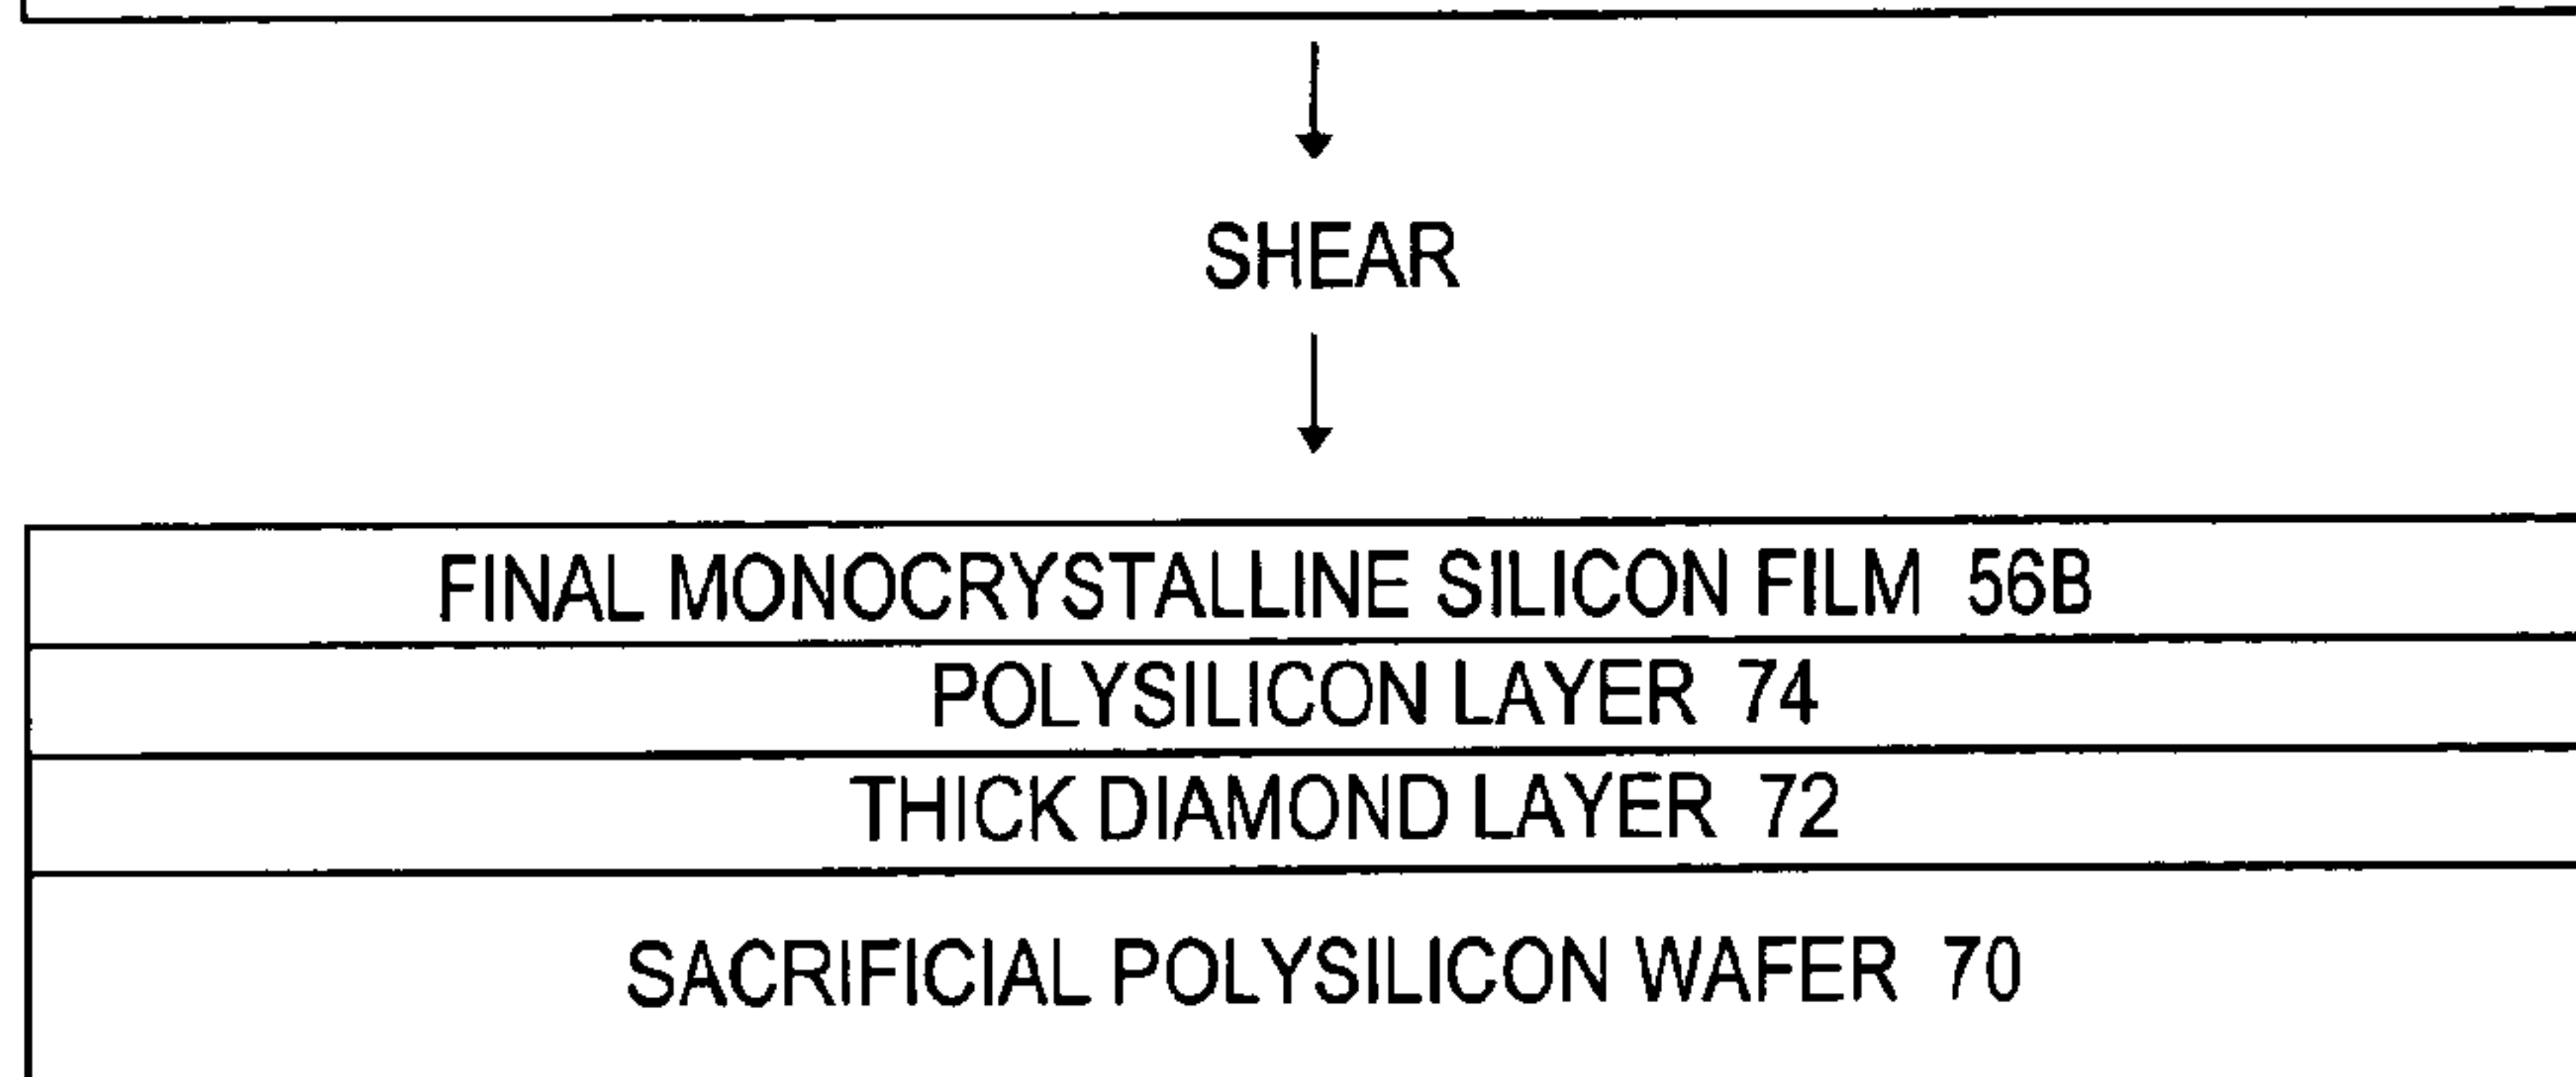 SHEAR
FINAL MONOCRYSTALLINE SILICON FILM 56B
POLYSILICON LAYER 74
THICK DIAMOND LAYER 72
SACRIFICIAL POLYSILICON WAFER 70